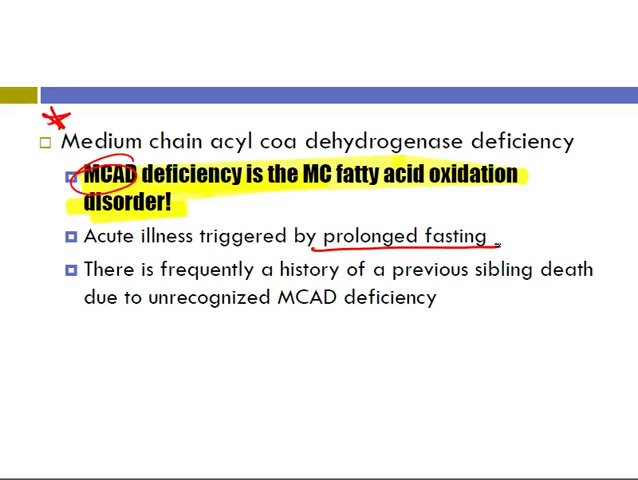 Medium chain acyl coa dehydrogenase deficiency
MCAD deficiency is the MC fatty acid oxidation
disorder!
Acute illness triggered by prolonged fasting
There is frequently a history of a previous sibling death
due to unrecognized MCAD deficiency